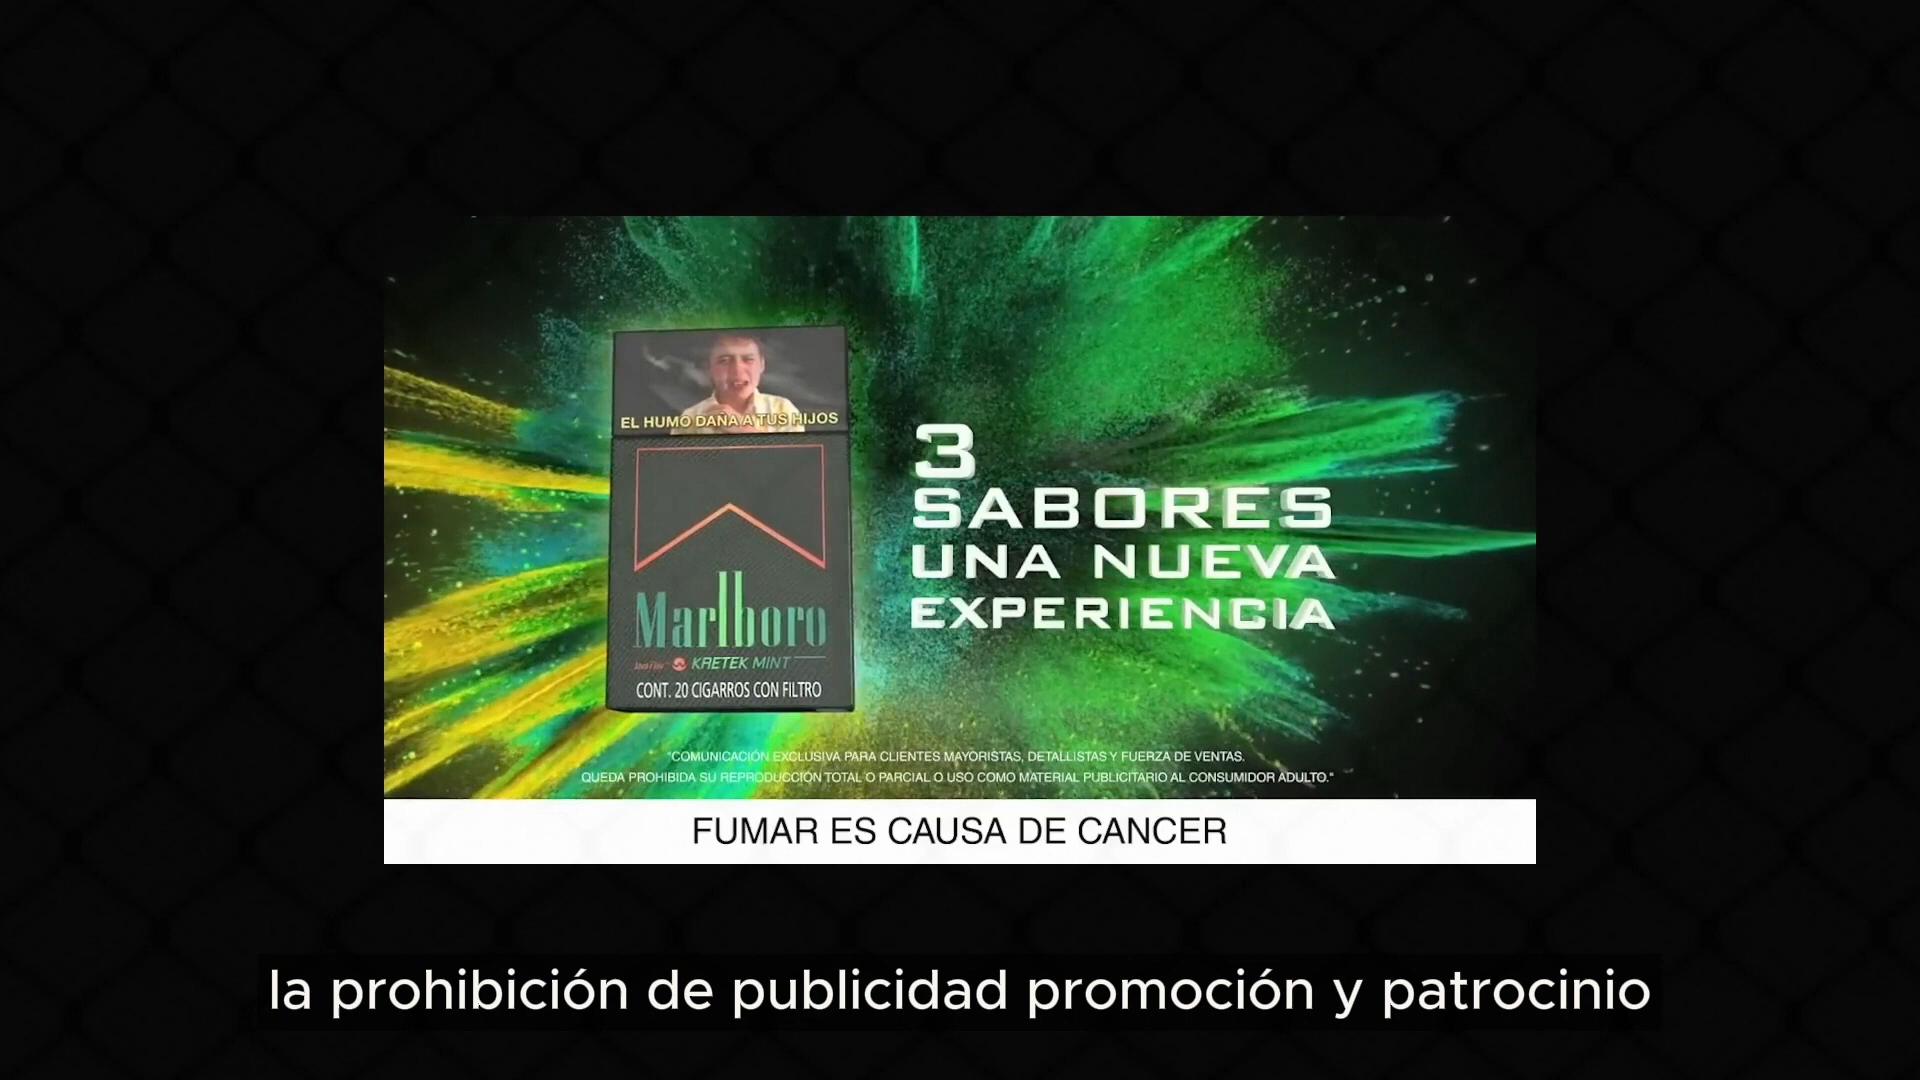 EL HUMO DAÑA A TUS HIJOS
Marlboro
KRETEK MINT
CONT. 20 CIGARROS CON FILTRO
3
SABORES
UNA NUEVA
EXPERIENCIA
"COMUNICACIÓN EXCLUSIVA PARA CLIENTES MAYORISTAS, DETALLISTAS Y FUERZA DE VENTAS.
QUEDA PROHIBIDA SU REPRODUCCIÓN TOTAL O PARCIAL O USO COMO MATERIAL PUBLICITARIO AL CONSUMIDOR ADULTO."
FUMAR ES CAUSA DE CANCER
la prohibición de publicidad promoción y patrocinio